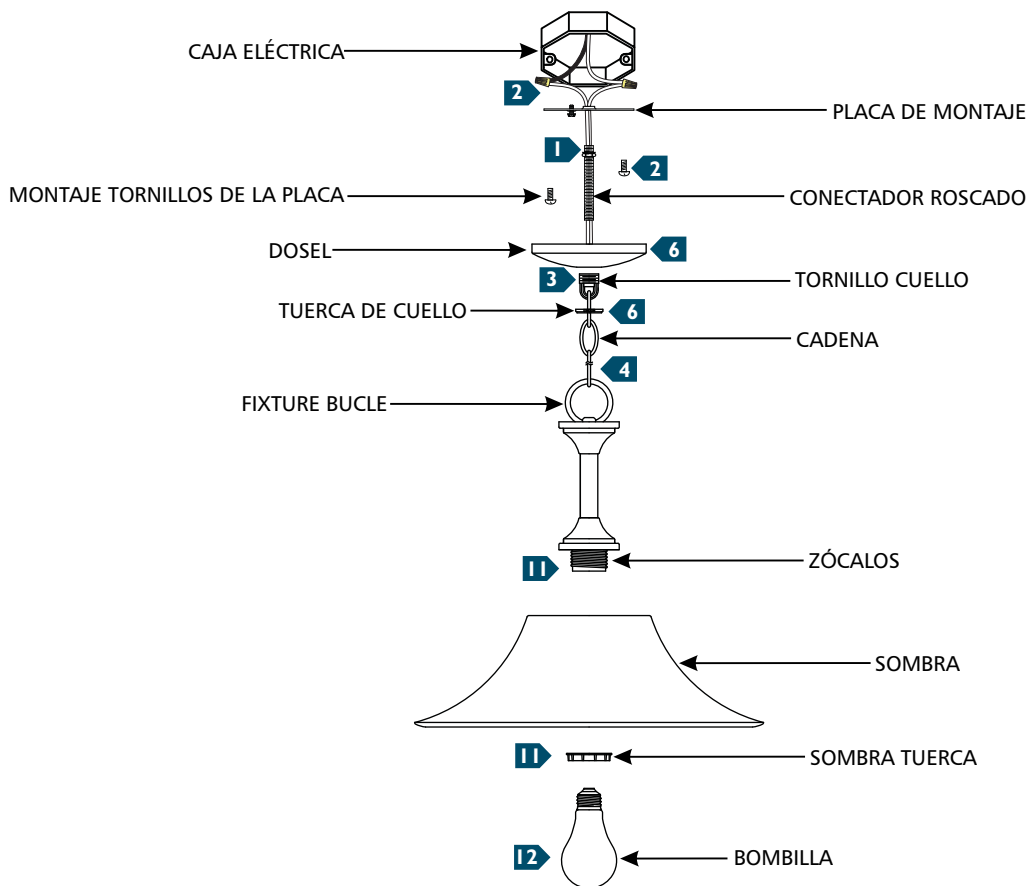 CAJA ELÉCTRICA
2
PLACA DE MONTAJE
1
2
MONTAJE TORNILLOS DE LA PLACA
CONECTADOR ROSCADO
DOSEL
6
3
TORNILLO CUELLO
TUERCA DE CUELLO
6
CADENA
4
FIXTURE BUCLE
11
ZÓCALOS
SOMBRA
11
SOMBRA TUERCA
12
BOMBILLA